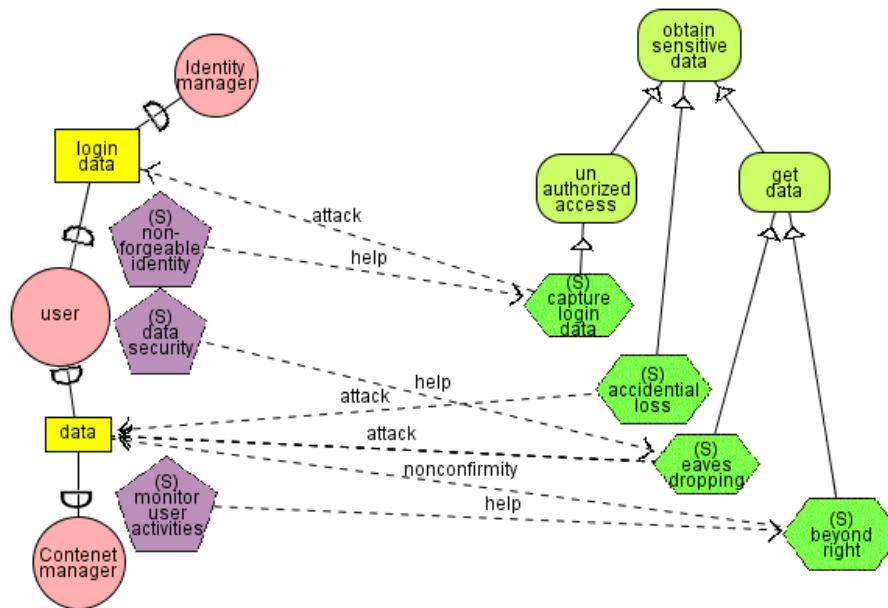 obtain
sensitive
data
Identity
manager
login
data
un
authorized
access
get
data
attack
(S)
non-
forgeable
identity
help
(S)
capture
login
data
user
(S)
data
security
help
(S)
accidential
loss
attack
data
attack
(S)
eaves
dropping
nonconfirmity
(S)
monitor
user
activities
help
(S)
beyond
right
Contenet
manager